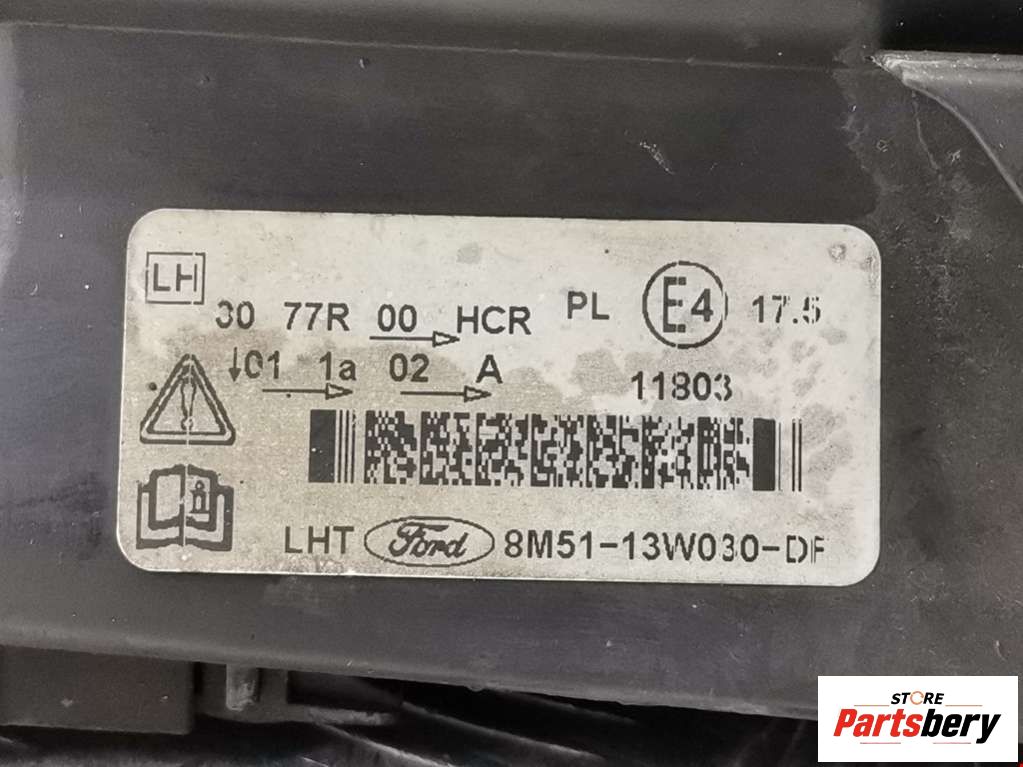 LH
30 77R 00 HCR PL E4 17.5
↓01 1a 02 A 11803
LHT Ford 8M51-13W030-DF
STORE
Partsbery